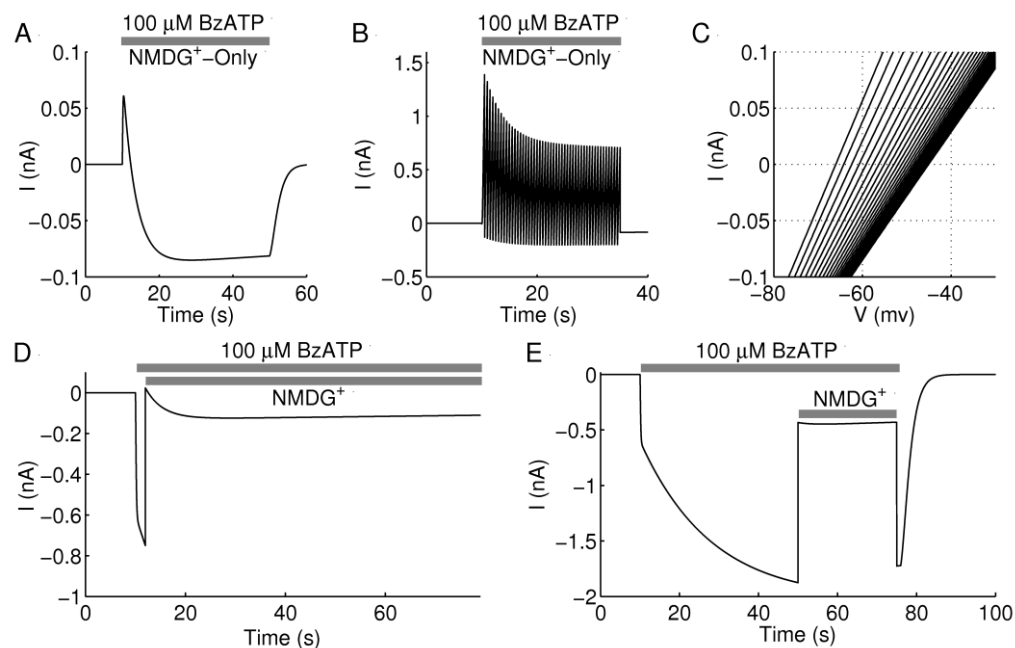 A
100 μM BzATP
NMDG⁺−Only
0.1
0.05
0
−0.05
−0.1
I (nA)
0 20 40 60
Time (s)
B
100 μM BzATP
NMDG⁺−Only
1.5
1
0.5
0
−0.5
I (nA)
0 20 40
Time (s)
C
0.1
0.05
0
−0.05
−0.1
I (nA)
−80 −60 −40
V (mv)
D
100 μM BzATP
NMDG⁺
0
−0.2
−0.4
−0.6
−0.8
−1
I (nA)
0 20 40 60
Time (s)
E
100 μM BzATP
NMDG⁺
0
−0.5
−1
−1.5
−2
I (nA)
0 20 40 60 80 100
Time (s)